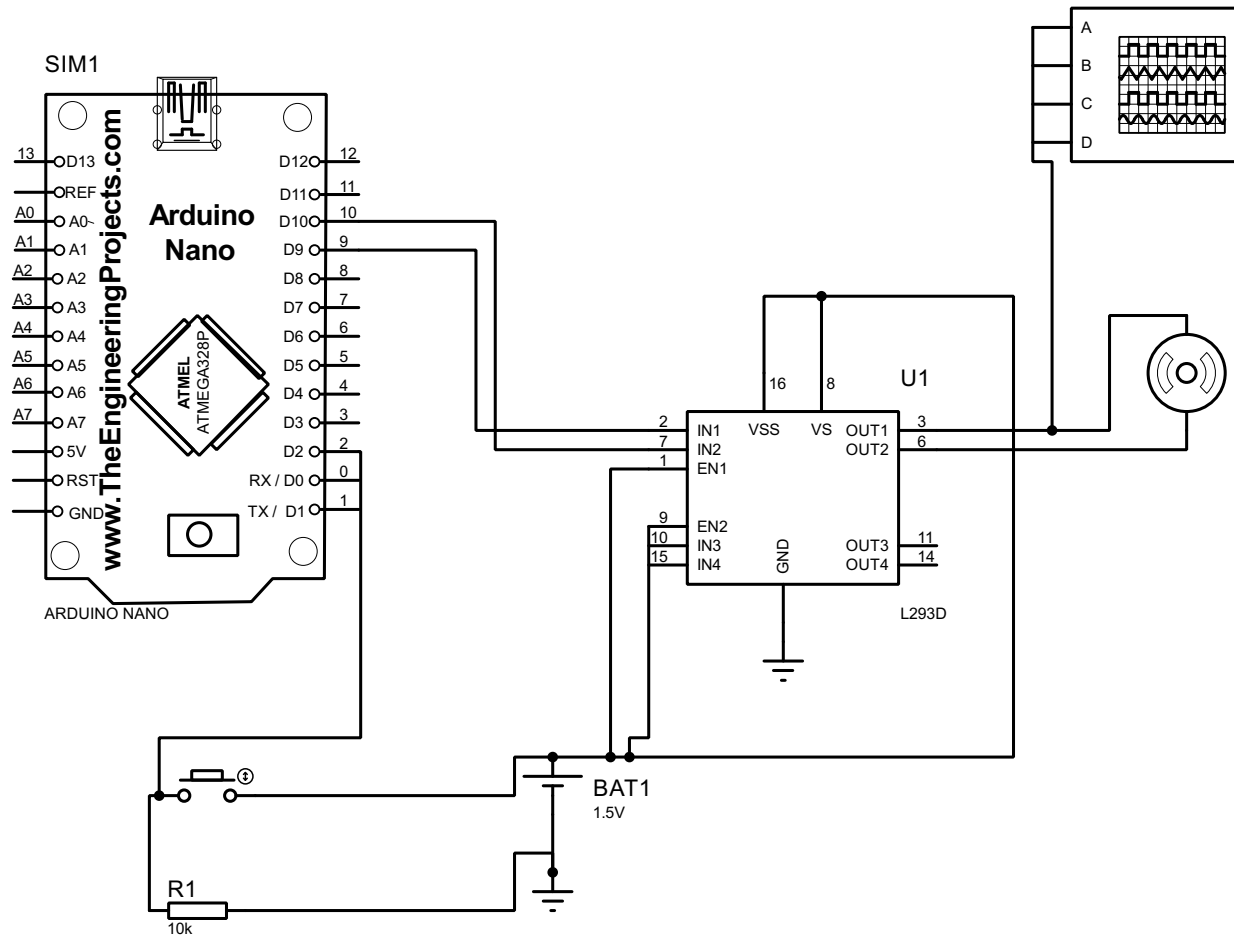 SIM1
www.TheEngineeringProjects.com
Arduino
Nano
ATMEL
ATMEGA328P
13 D13
REF
A0 A0~
A1 A1
A2 A2
A3 A3
A4 A4
A5 A5
A6 A6
A7 A7
5V
RST
GND
D12 12
D11 11
D10 10
D9 9
D8 8
D7 7
D6 6
D5 5
D4 4
D3 3
D2 2
RX / D0 0
TX / D1 1
ARDUINO NANO
A
B
C
D
U1
16 8
VSS VS
2 IN1
7 IN2
1 EN1
9 EN2
10 IN3
15 IN4
GND
OUT1 3
OUT2 6
OUT3 11
OUT4 14
L293D
BAT1
1.5V
R1
10k